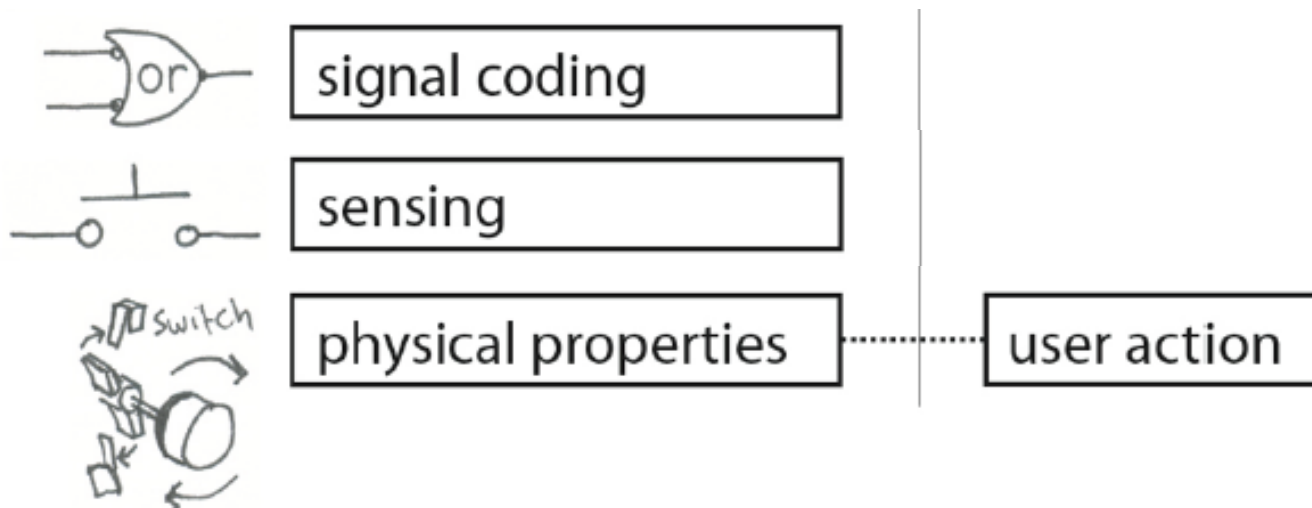 or
signal coding
sensing
switch
physical properties
user action